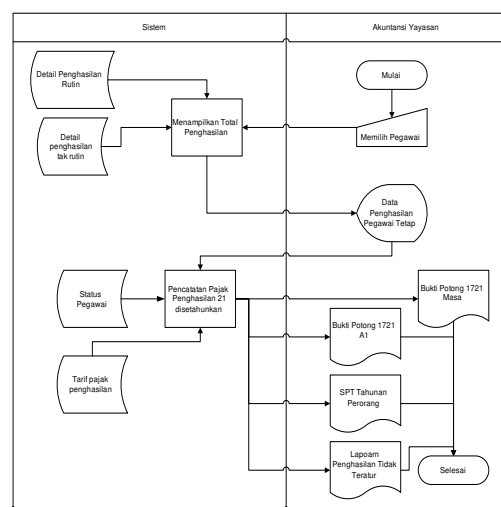 Sistem
Akuntansi Yayasan
Detail Penghasilan
Rutin
Mulai
Menampilkan Total
Penghasilan
Memilih Pegawai
Detail
penghasilan
tak rutin
Data
Penghasilan
Pegawai Tetap
Status
Pegawai
Pencatatan Pajak
Penghasilan 21
disetahunkan
Bukti Potong 1721
Masa
Bukti Potong 1721
A1
Tarif pajak
penghasilan
SPT Tahunan
Perorang
Lapoam
Penghasilan Tidak
Teratur
Selesai